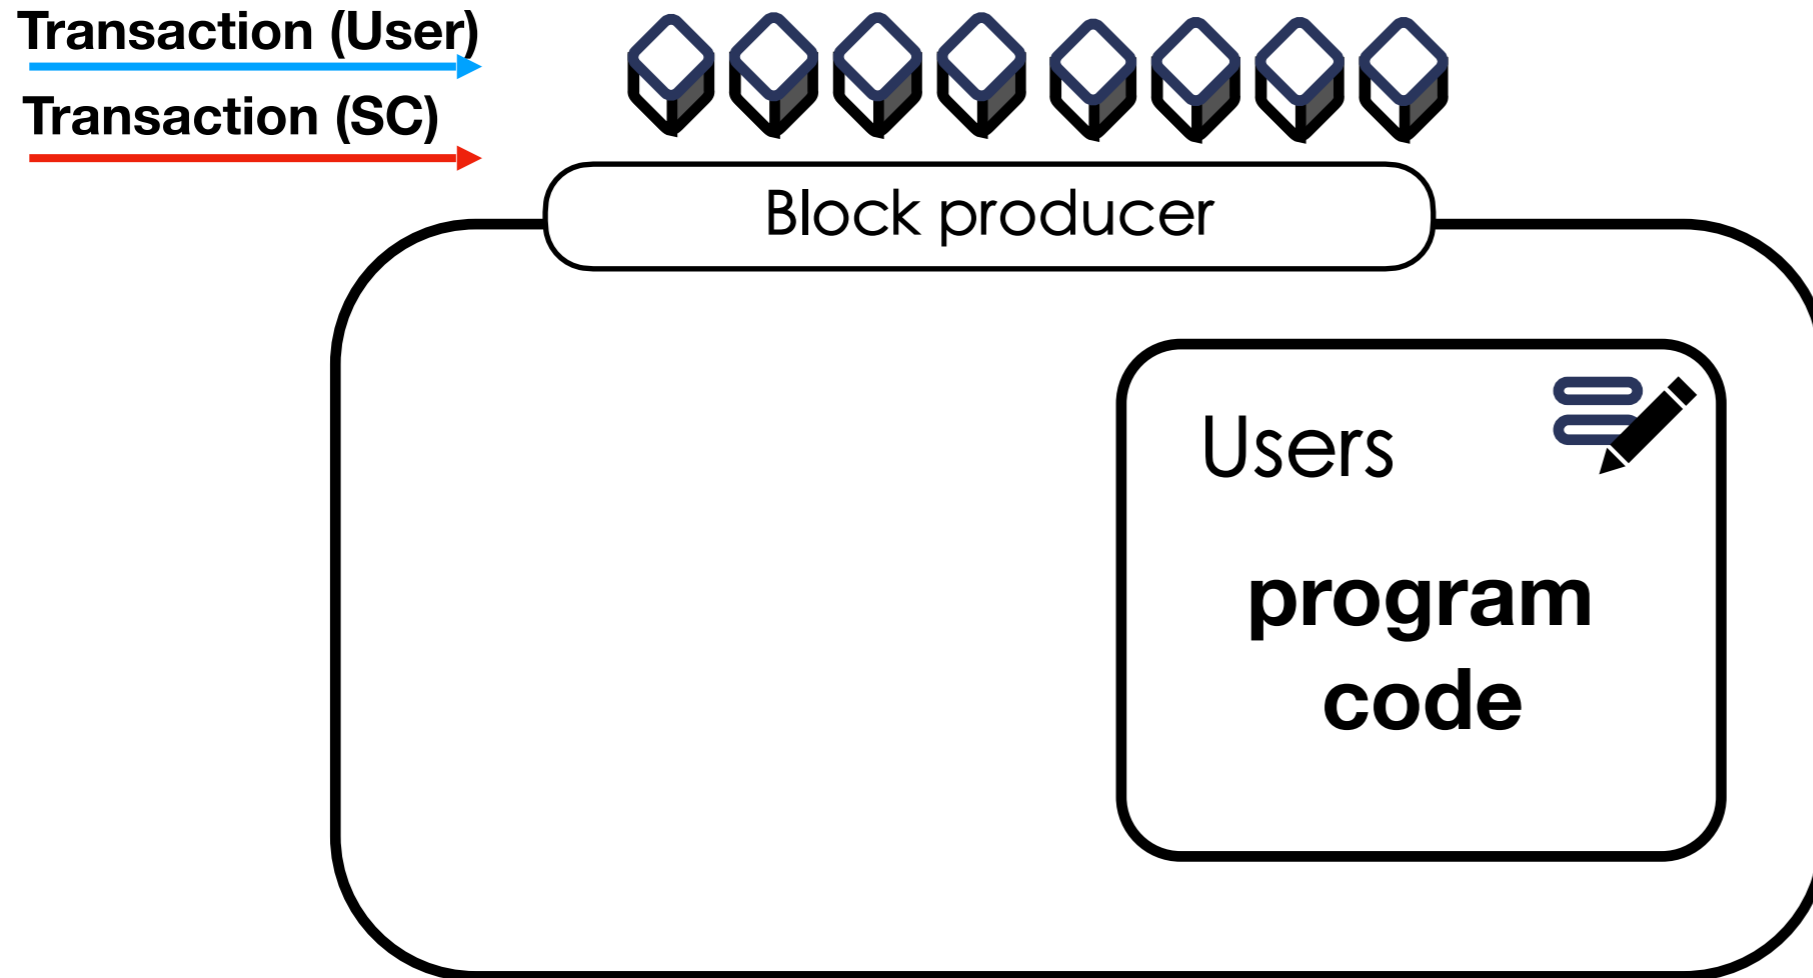 Transaction (User)
Transaction (SC)
Block producer
Users
program
code